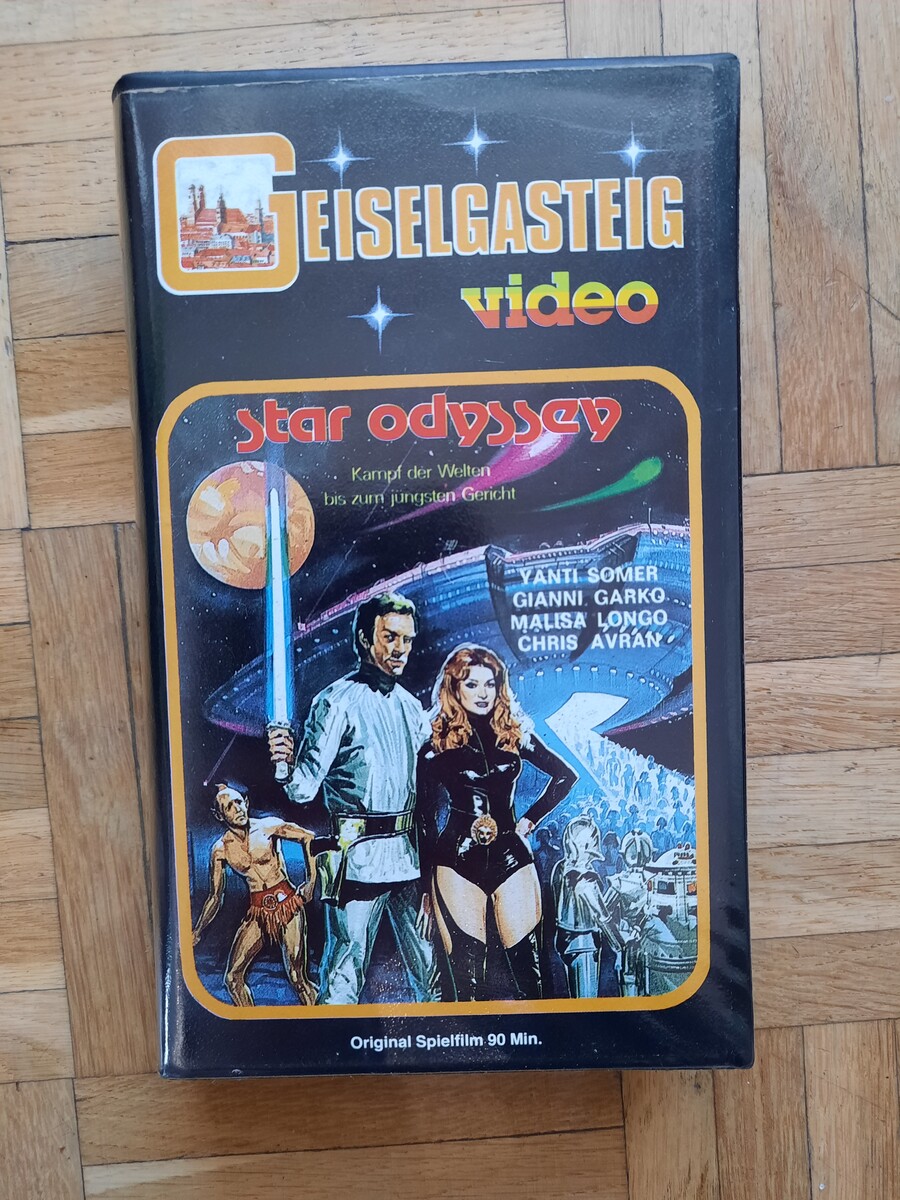 GEISELGASTEIG
video
star odyssey
Kampf der Welten
bis zum jüngsten Gericht
YANTI SOMER
GIANNI GARKO
MALISA LONGO
CHRIS AVRAN
Original Spielfilm 90 Min.